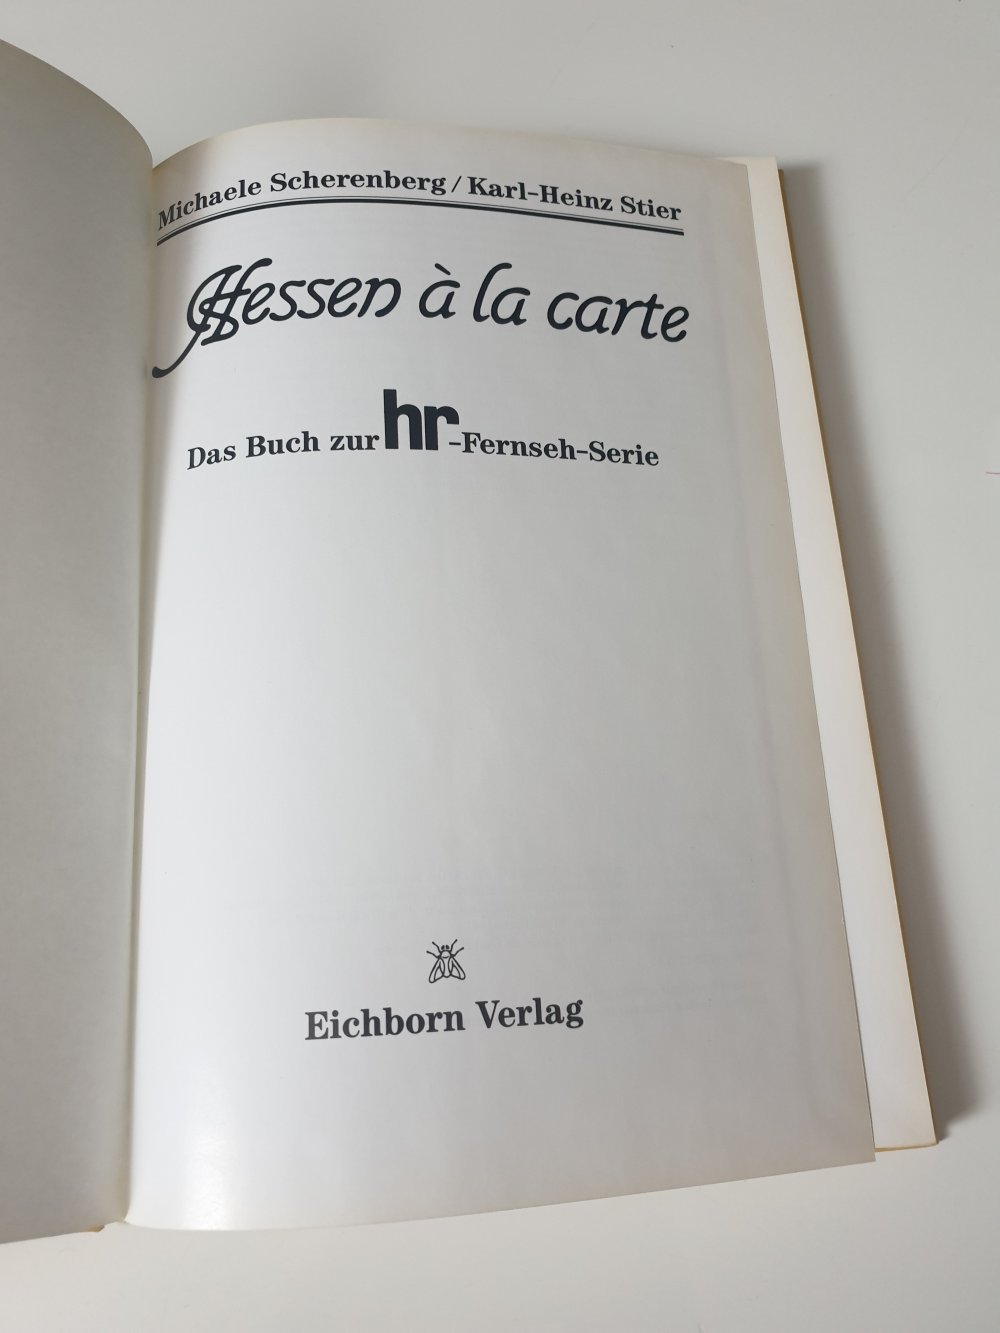 Michaele Scherenberg / Karl-Heinz Stier
Hessen à la carte
Das Buch zur hr-Fernseh-Serie
Eichborn Verlag